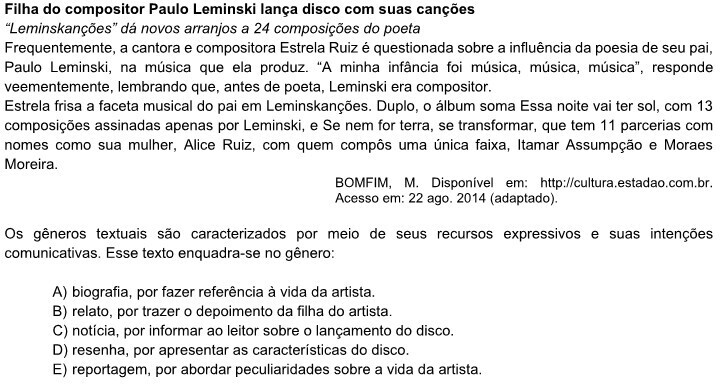 Filha do compositor Paulo Leminski lança disco com suas canções
“Leminskanções” dá novos arranjos a 24 composições do poeta
Frequentemente, a cantora e compositora Estrela Ruiz é questionada sobre a influência da poesia de seu pai,
Paulo Leminski, na música que ela produz. “A minha infância foi música, música, música”, responde
veementemente, lembrando que, antes de poeta, Leminski era compositor.
Estrela frisa a faceta musical do pai em Leminskanções. Duplo, o álbum soma Essa noite vai ter sol, com 13
composições assinadas apenas por Leminski, e Se nem for terra, se transformar, que tem 11 parcerias com
nomes como sua mulher, Alice Ruiz, com quem compôs uma única faixa, Itamar Assumpção e Moraes
Moreira.
BOMFIM, M. Disponível em: http://cultura.estadao.com.br.
Acesso em: 22 ago. 2014 (adaptado).
Os gêneros textuais são caracterizados por meio de seus recursos expressivos e suas intenções
comunicativas. Esse texto enquadra-se no gênero:
A) biografia, por fazer referência à vida da artista.
B) relato, por trazer o depoimento da filha do artista.
C) notícia, por informar ao leitor sobre o lançamento do disco.
D) resenha, por apresentar as características do disco.
E) reportagem, por abordar peculiaridades sobre a vida da artista.